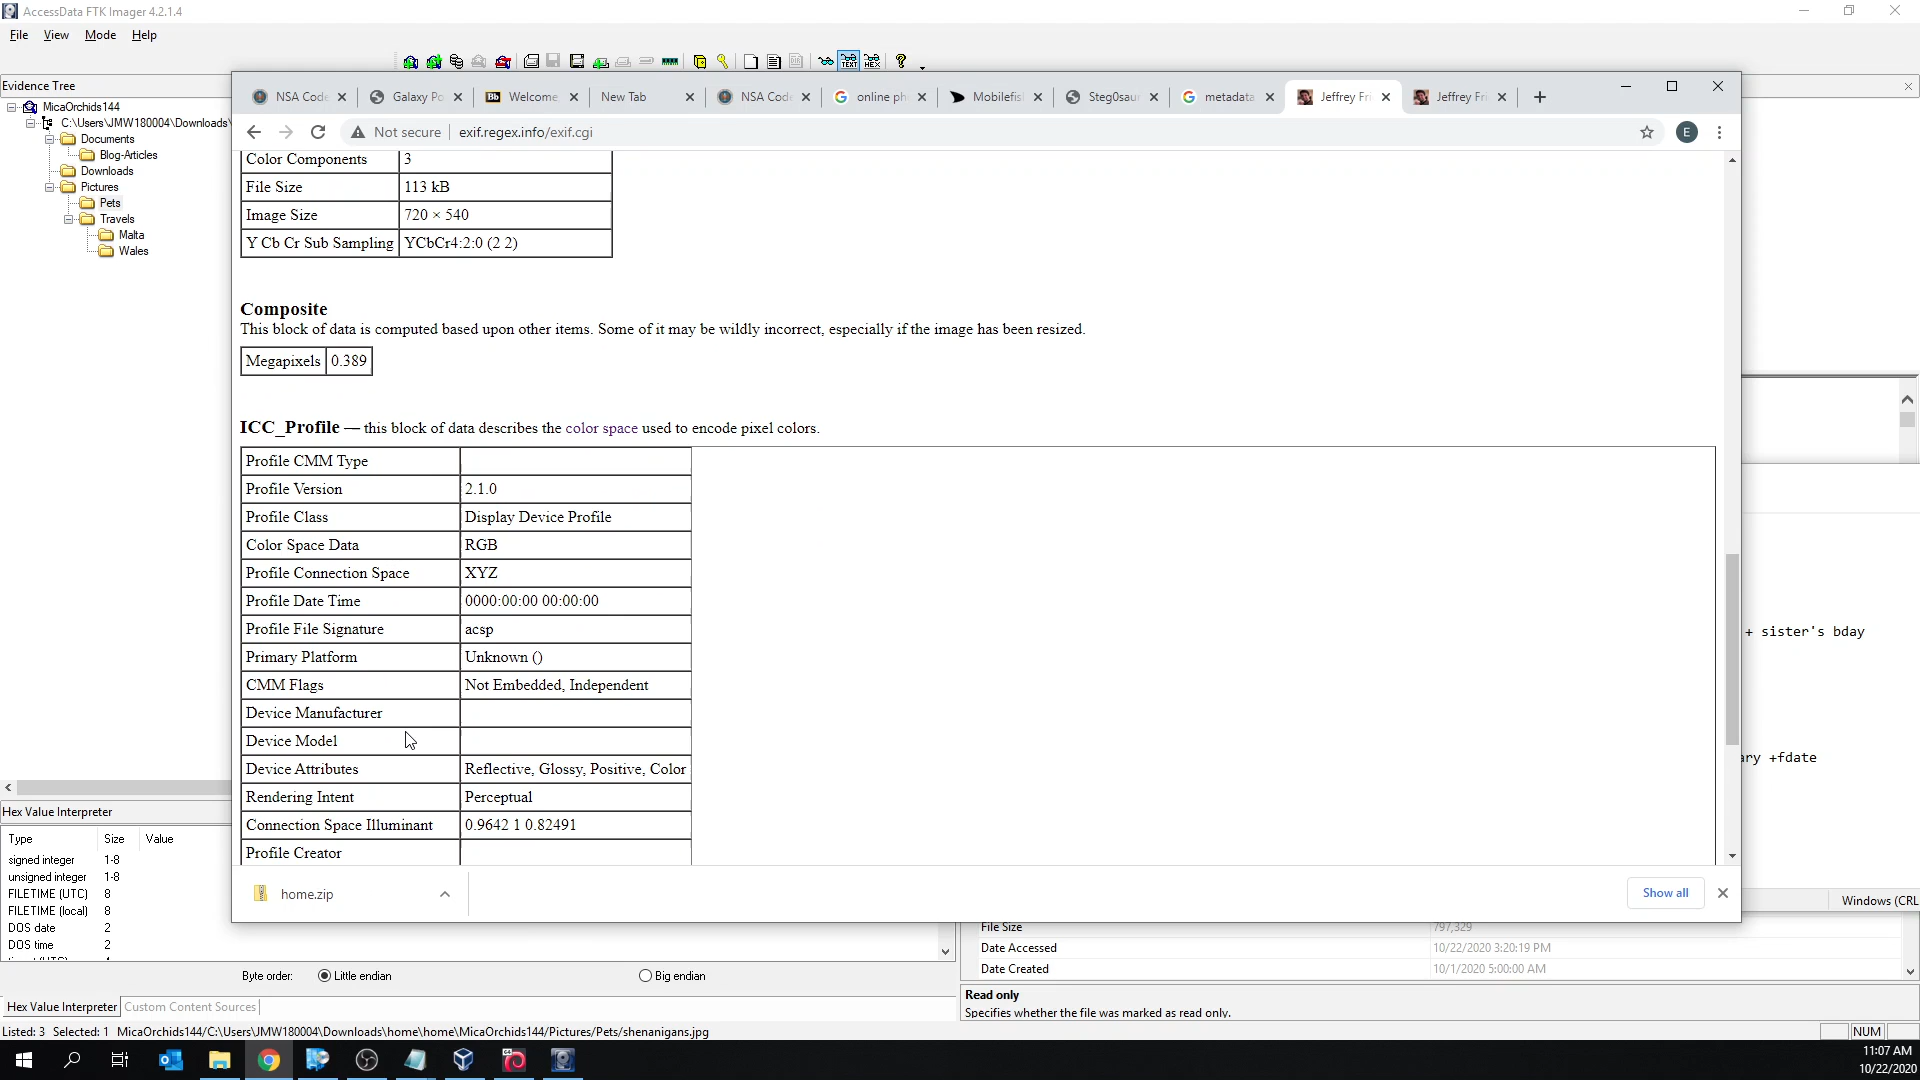 AccessData FTK Imager 4.2.1.4
File View Mode Help
Evidence Tree
MicaOrchids144
C:\Users\JMW180004\Downloads\
Documents
Blog-Articles
Downloads
Pictures
Pets
Travels
Malta
Wales
NSA Code
Galaxy Po
Bb Welcome,
New Tab
NSA Code
online ph
Mobilefis
Steg0sau
metadata
Jeffrey Fri
Jeffrey Fri
Not secure exif.regex.info/exif.cgi
E
Color Components 3
File Size 113 kB
Image Size 720 × 540
Y Cb Cr Sub Sampling YCbCr4:2:0 (2 2)
Composite
This block of data is computed based upon other items. Some of it may be wildly incorrect, especially if the image has been resized.
Megapixels 0.389
ICC_Profile — this block of data describes the color space used to encode pixel colors.
Profile CMM Type
Profile Version 2.1.0
Profile Class Display Device Profile
Color Space Data RGB
Profile Connection Space XYZ
Profile Date Time 0000:00:00 00:00:00
Profile File Signature acsp
Primary Platform Unknown ()
CMM Flags Not Embedded, Independent
Device Manufacturer
Device Model
Device Attributes Reflective, Glossy, Positive, Color
Rendering Intent Perceptual
Connection Space Illuminant 0.9642 1 0.82491
Profile Creator
+ sister's bday
ary +fdate
home.zip
Show all
Windows (CRL
Hex Value Interpreter
Type Size Value
signed integer 1-8
unsigned integer 1-8
FILETIME (UTC) 8
FILETIME (local) 8
DOS date 2
DOS time 2
Byte order: Little endian Big endian
Hex Value Interpreter Custom Content Sources
File Size 797,329
Date Accessed 10/22/2020 3:20:19 PM
Date Created 10/1/2020 5:00:00 AM
Read only
Specifies whether the file was marked as read only.
Listed: 3 Selected: 1 MicaOrchids144/C:\Users\JMW180004\Downloads\home\home\MicaOrchids144/Pictures/Pets/shenanigans.jpg
NUM
11:07 AM
10/22/2020